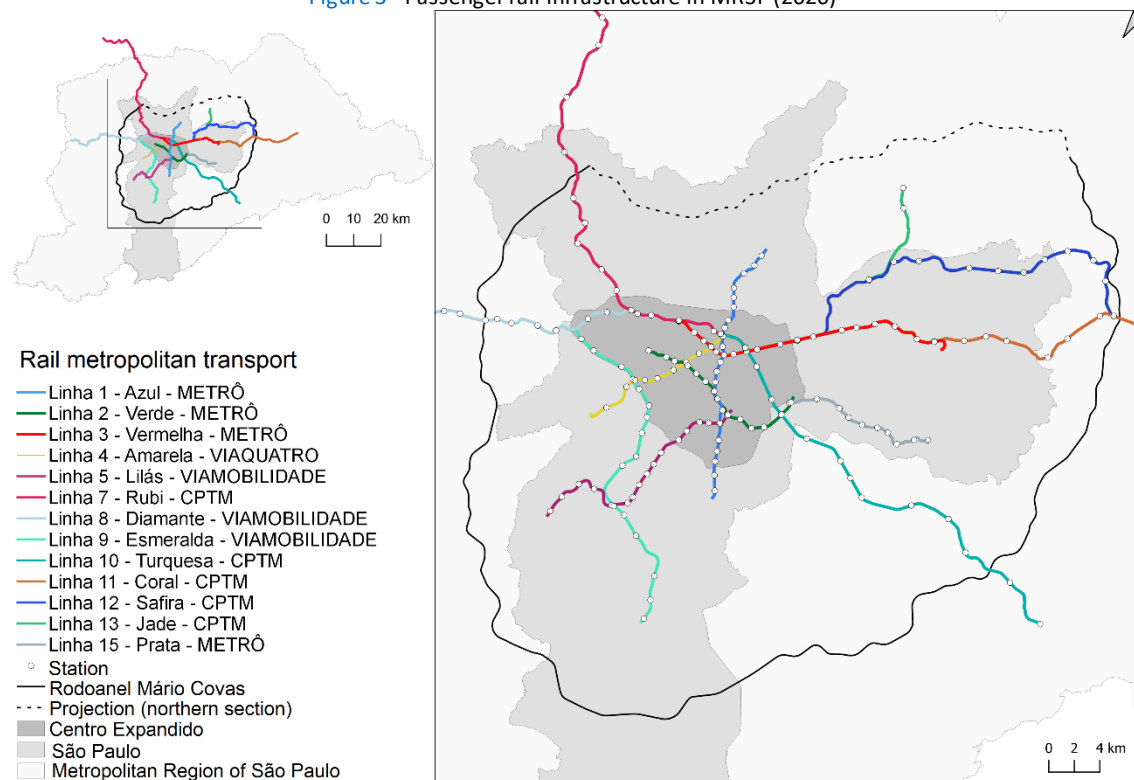 Figure 3 - Passenger rail infrastructure in MRSP (2020)
0 10 20 km
Rail metropolitan transport
Linha 1 - Azul - METRÔ
Linha 2 - Verde - METRÔ
Linha 3 - Vermelha - METRÔ
Linha 4 - Amarela - VIAQUATRO
Linha 5 - Lilás - VIAMOBILIDADE
Linha 7 - Rubi - CPTM
Linha 8 - Diamante - VIAMOBILIDADE
Linha 9 - Esmeralda - VIAMOBILIDADE
Linha 10 - Turquesa - CPTM
Linha 11 - Coral - CPTM
Linha 12 - Safira - CPTM
Linha 13 - Jade - CPTM
Linha 15 - Prata - METRÔ
Station
Rodoanel Mário Covas
Projection (northern section)
Centro Expandido
São Paulo
Metropolitan Region of São Paulo
0 2 4 km